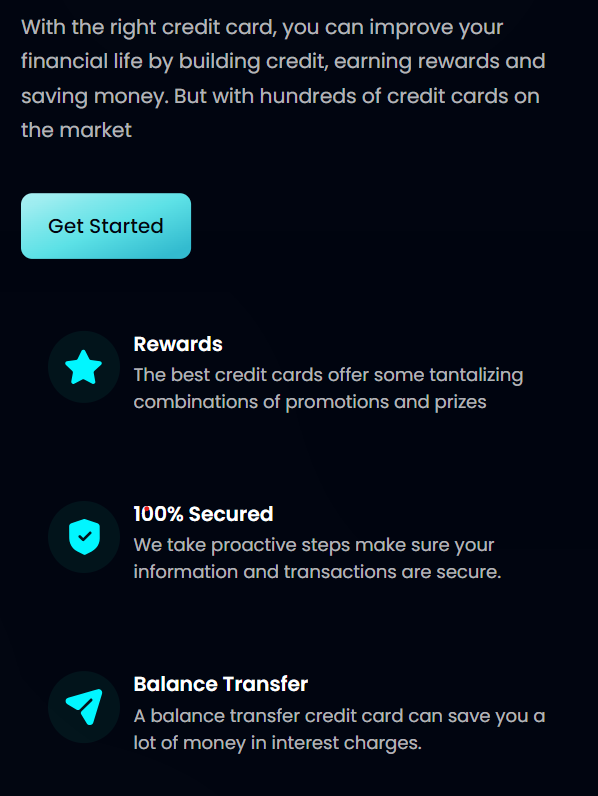 With the right credit card, you can improve your
financial life by building credit, earning rewards and
saving money. But with hundreds of credit cards on
the market
Get Started
Rewards
The best credit cards offer some tantalizing
combinations of promotions and prizes
100% Secured
We take proactive steps make sure your
information and transactions are secure.
Balance Transfer
A balance transfer credit card can save you a
lot of money in interest charges.